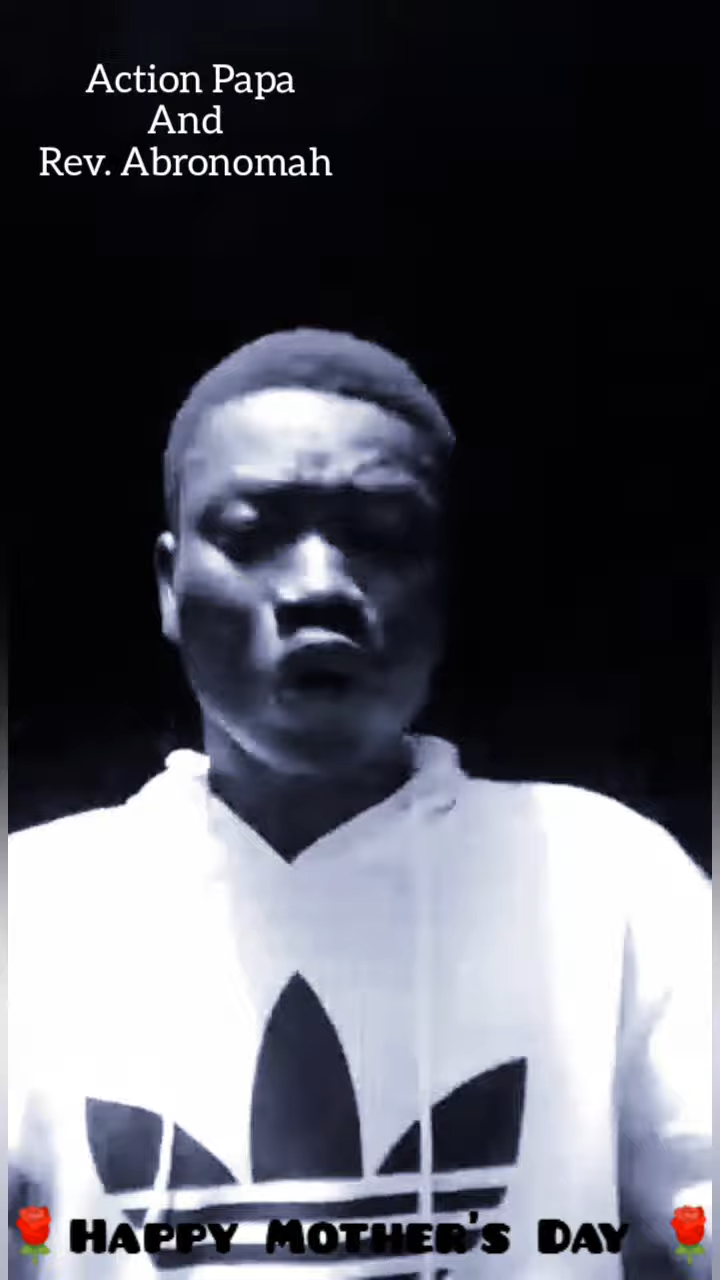 Action Papa
And
Rev. Abronomah
🌹 Happy Mother's Day 🌹